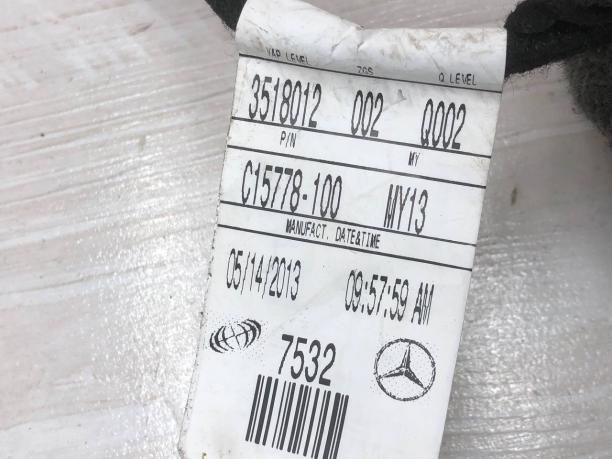 VAR LEVEL ZGS Q LEVEL
3518012 002 Q002
P/N MY
C15778-100 MY13
MANUFACT. DATE&TIME
05/14/2013 09:57:59 AM
7532